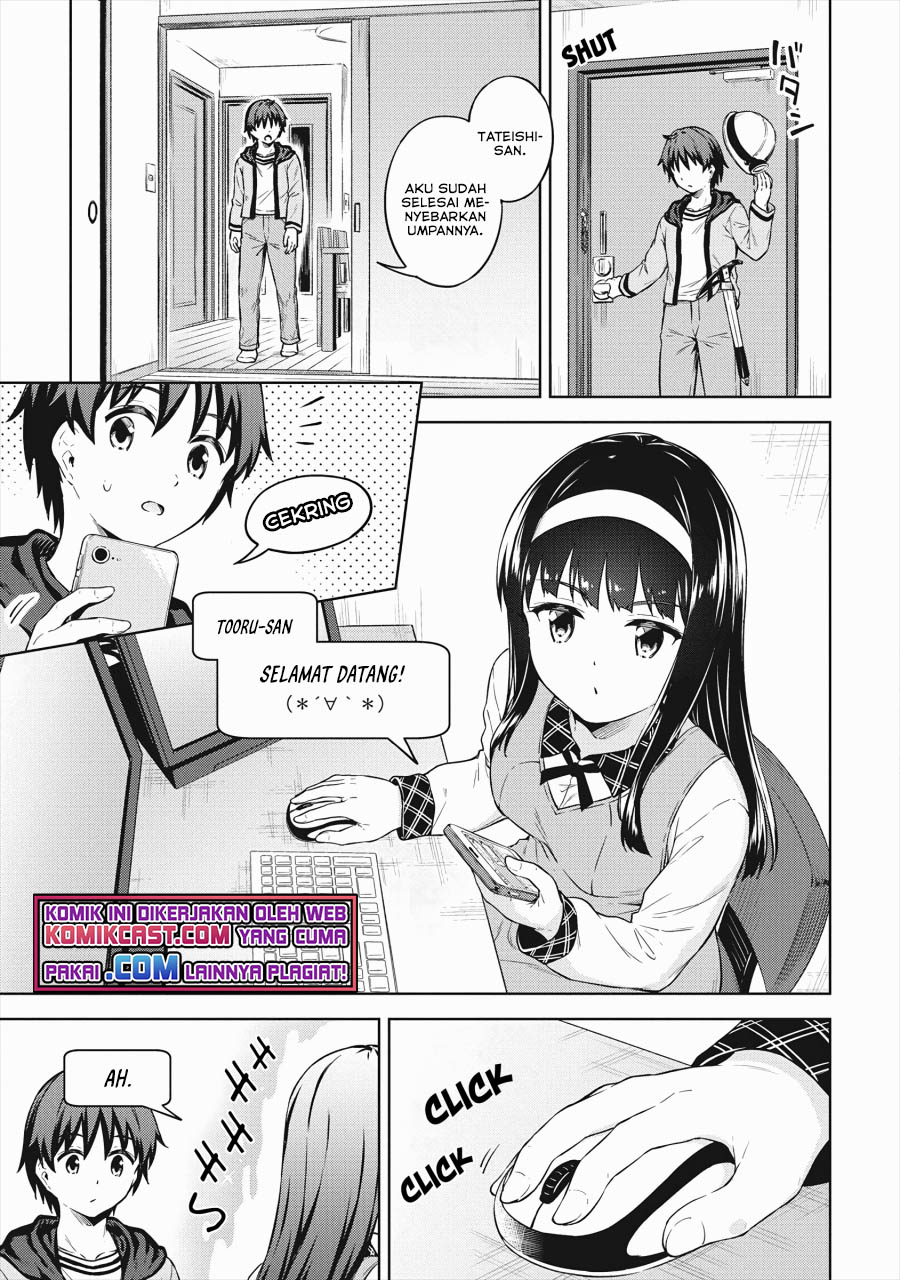 バタン
SHUT
TATEISHI-
SAN.
AKU SUDAH
SELESAI ME-
NYEBARKAN
UMPANNYA.
CEKRING
TOORU-SAN
SELAMAT DATANG!
(*´∀`*)
KOMIK INI DIKERJAKAN OLEH WEB
KOMIKCAST.COM YANG CUMA
PAKAI .COM LAINNYA PLAGIAT!
CLICK
CLICK
SHHHH
AH.